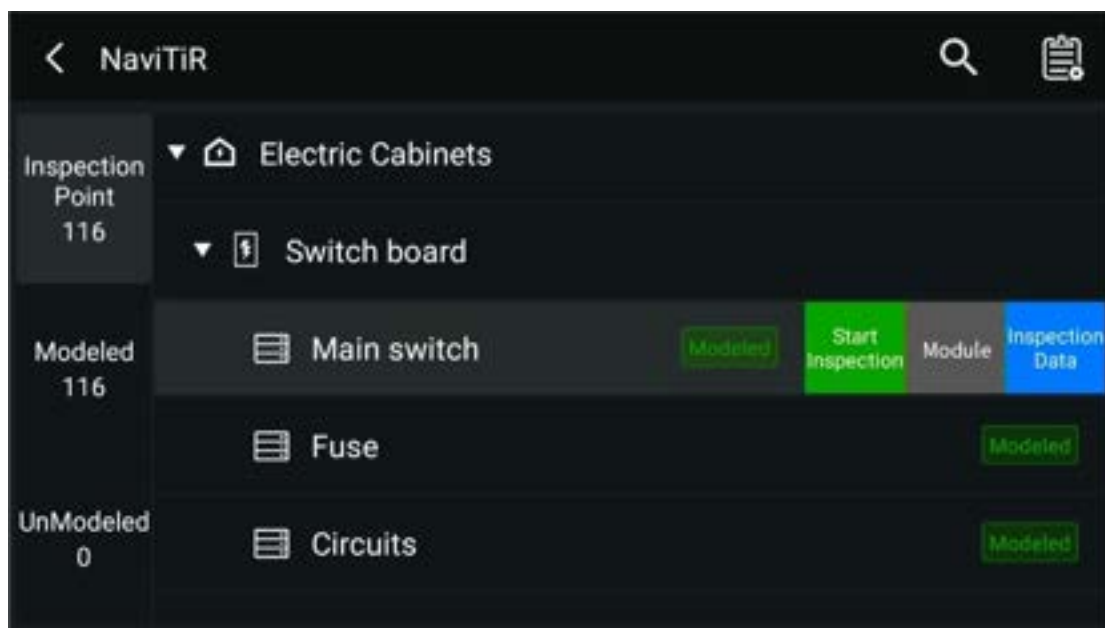 NaviTiR
Inspection
Point
116
Modeled
116
UnModeled
0
Electric Cabinets
Switch board
Main switch
Modeled
Start
Inspection
Module
Inspection
Data
Fuse
Modeled
Circuits
Modeled